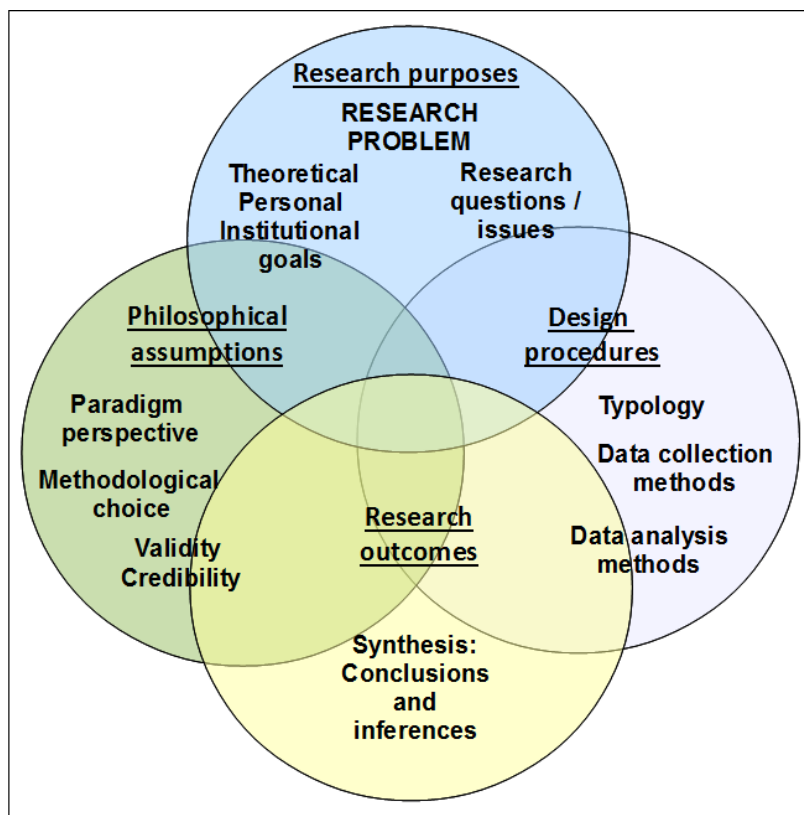 Research purposes
RESEARCH
PROBLEM
Theoretical
Personal
Institutional
goals
Research
questions /
issues
Philosophical
assumptions
Paradigm
perspective
Methodological
choice
Validity
Credibility
Design
procedures
Typology
Data collection
methods
Data analysis
methods
Research
outcomes
Synthesis:
Conclusions
and
inferences